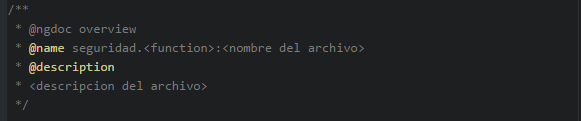 /**
* @ngdoc overview
* @name seguridad.<function>:<nombre del archivo>
* @description
* <descripcion del archivo>
*/